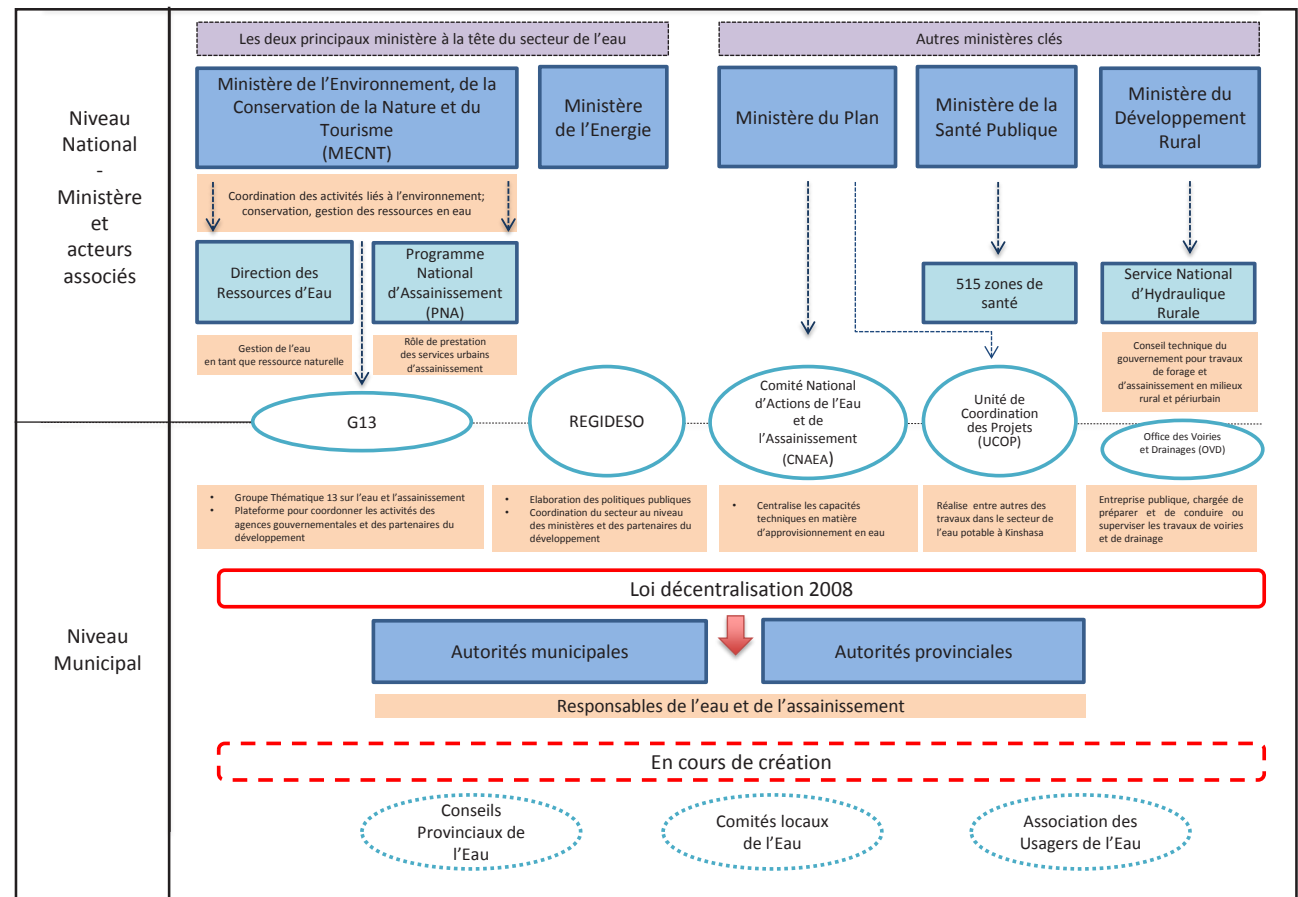 Les deux principaux ministère à la tête du secteur de l'eau
Autres ministères clés
Niveau
National
-
Ministère
et
acteurs
associés
Ministère de l'Environnement, de la
Conservation de la Nature et du
Tourisme
(MECNT)
Ministère
de l'Energie
Ministère du Plan
Ministère de la
Santé Publique
Ministère du
Développement
Rural
Coordination des activités liés à l'environnement;
conservation, gestion des ressources en eau
Direction des
Ressources d'Eau
Programme
National
d'Assainissement
(PNA)
515 zones de
santé
Service National
d'Hydraulique
Rurale
Gestion de l'eau
en tant que ressource naturelle
Rôle de prestation
des services urbains
d'assainissement
Conseil technique du
gouvernement pour travaux
de forage et
d'assainissement en milieux
rural et périurbain
G13
REGIDESO
Comité National
d'Actions de l'Eau
et de
l'Assainissement
(CNAEA)
Unité de
Coordination
des Projets
(UCOP)
Office des Voiries
et Drainages (OVD)
• Groupe Thématique 13 sur l'eau et l'assainissement
• Plateforme pour coordonner les activités des
agences gouvernementales et des partenaires du
développement
• Elaboration des politiques publiques
• Coordination du secteur au niveau
des ministères et des partenaires du
développement
• Centralise les capacités
techniques en matière
d'approvisionnement en eau
Réalise entre autres des
travaux dans le secteur de
l'eau potable à Kinshasa
Entreprise publique, chargée de
préparer et de conduire ou
superviser les travaux de voiries
et de drainage
Niveau
Municipal
Loi décentralisation 2008
Autorités municipales
Autorités provinciales
Responsables de l'eau et de l'assainissement
En cours de création
Conseils
Provinciaux de
l'Eau
Comités locaux
de l'Eau
Association des
Usagers de l'Eau